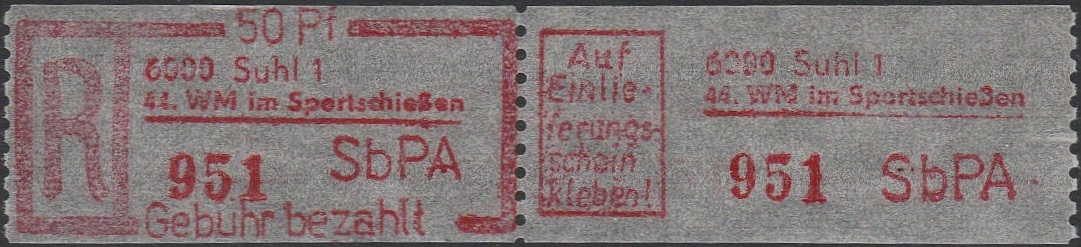 50 Pf
R
6000 Suhl 1
44. WM im Sportschießen
951 SbPA
Gebühr bezahlt
Auf
Einlie-
ferungs-
schein
kleben!
6000 Suhl 1
44. WM im Sportschießen
951 SbPA